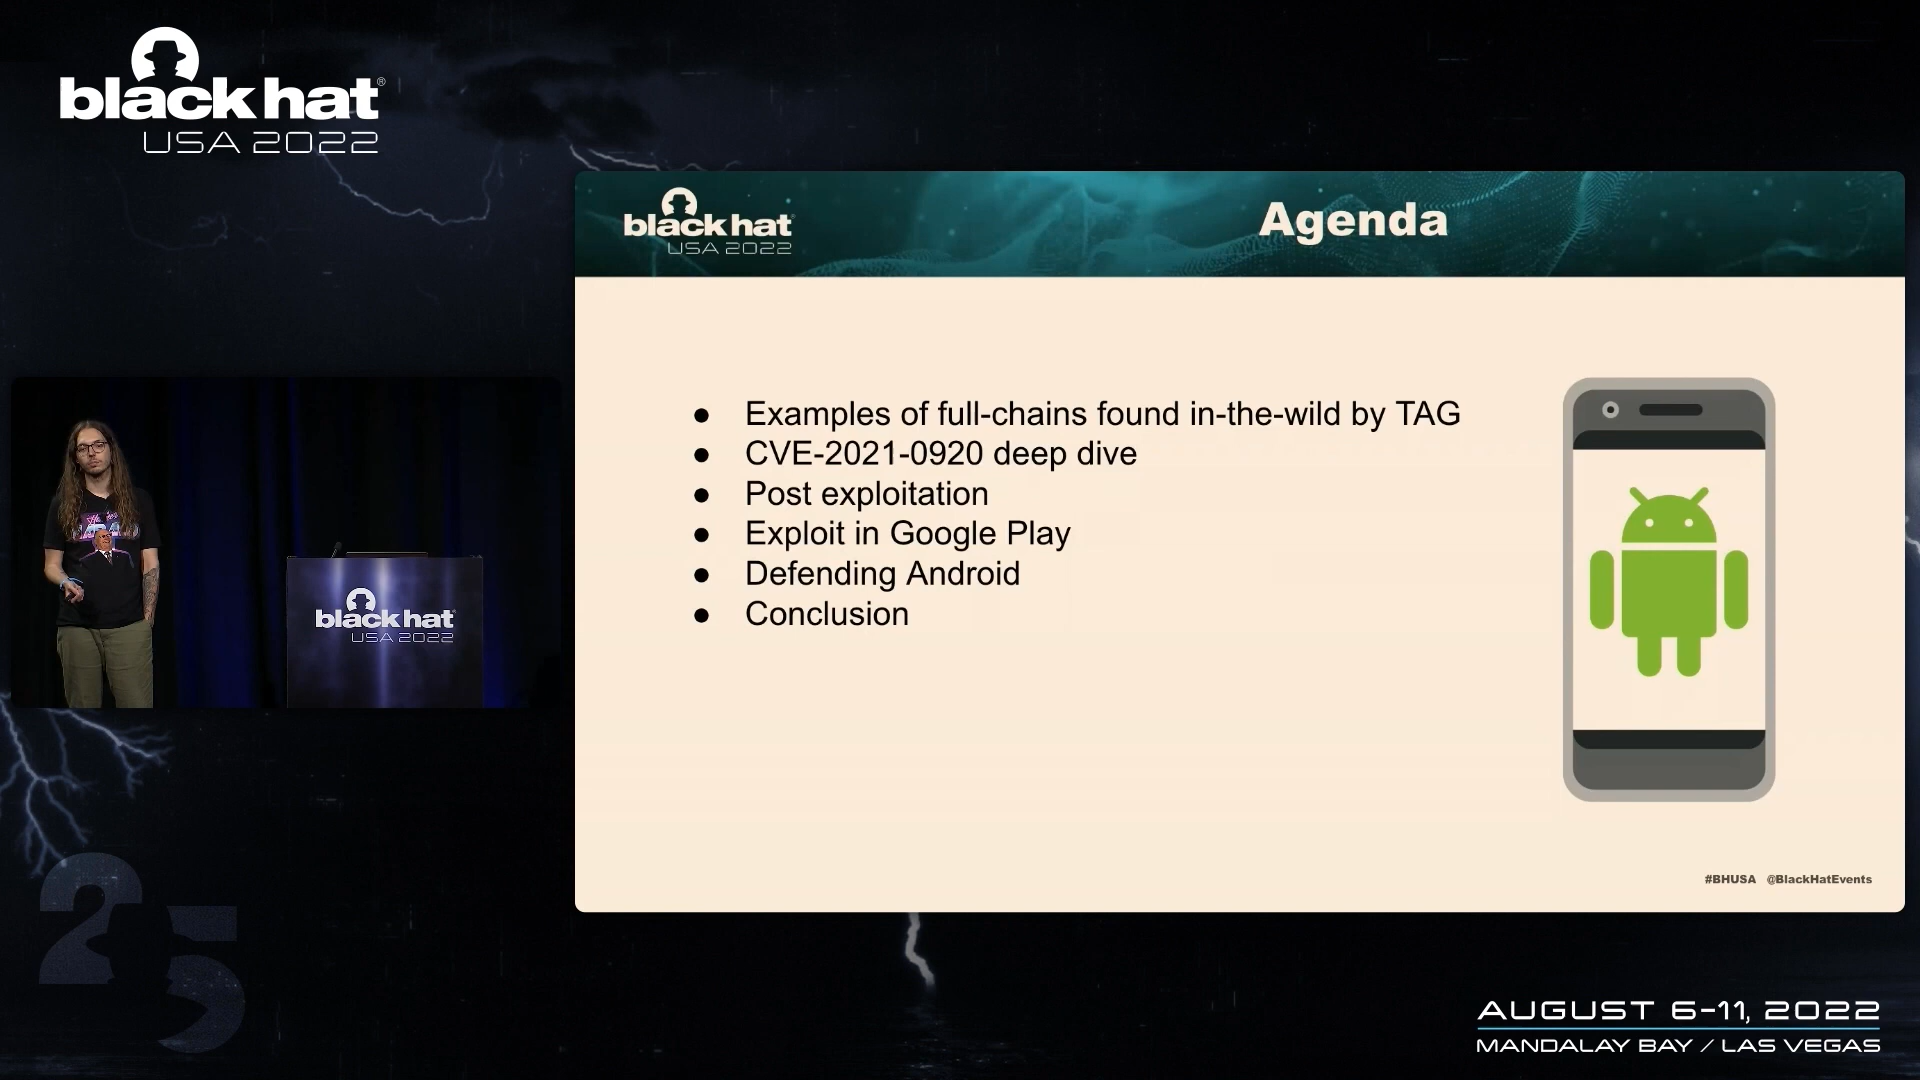 black hat®
USA 2022
black hat
USA 2022
Agenda
● Examples of full-chains found in-the-wild by TAG
● CVE-2021-0920 deep dive
● Post exploitation
● Exploit in Google Play
● Defending Android
● Conclusion
#BHUSA @BlackHatEvents
black hat
USA 2022
25
AUGUST 6-11, 2022
MANDALAY BAY / LAS VEGAS